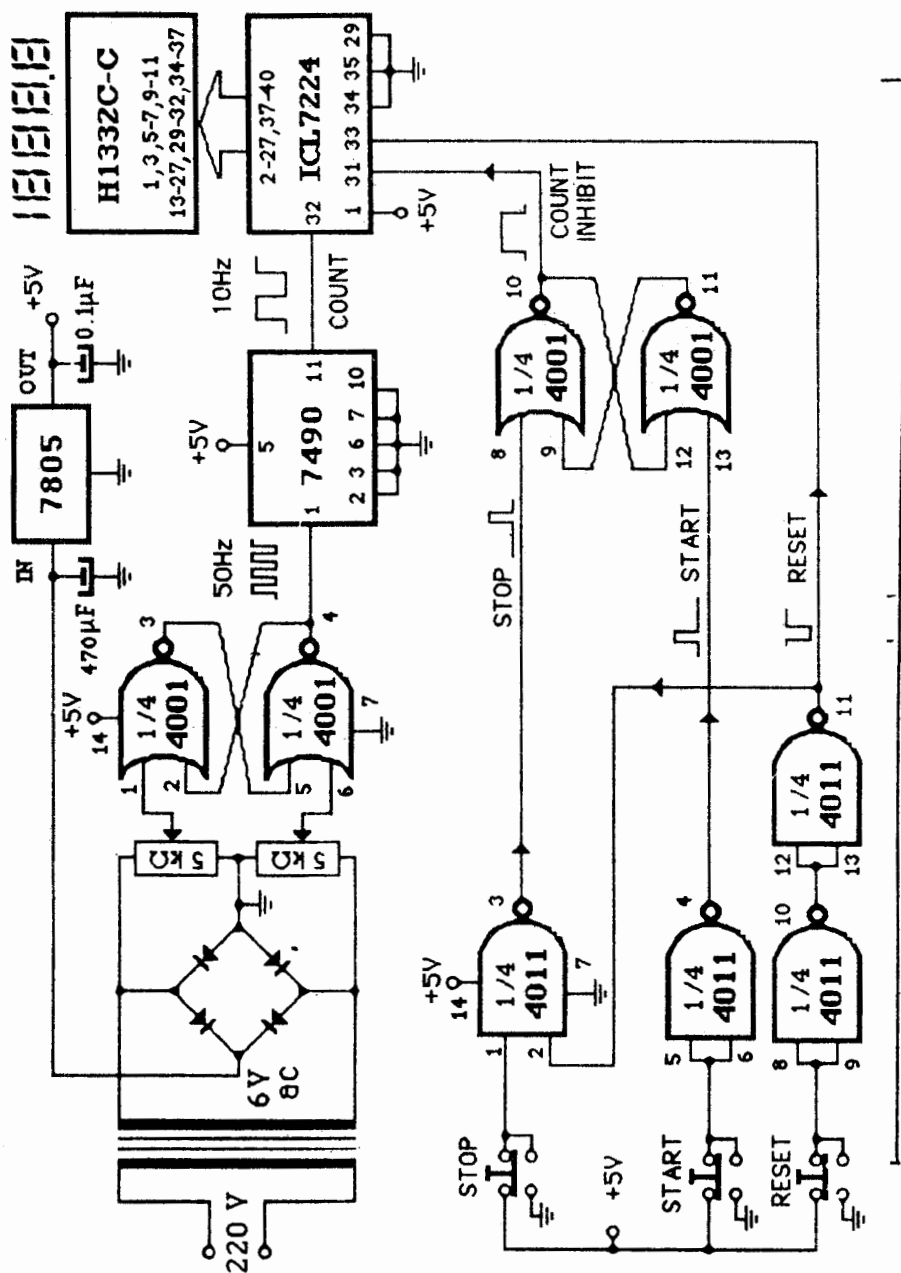 220 V
6V
ac
5 kΩ
5 kΩ
+5V
14
1
2
1/4
4001
3
5
6
1/4
4001
4
7
IN
470µF
7805
OUT
+5V
0.1µF
50Hz
+5V
1
5
7490
11
2 3 6 7 10
10Hz
COUNT
H1332C-C
1,3,5-7,9-11
13-27,29-32,34-37
2-27,37-40
32
ICL7224
1 31 33 34 35 29
+5V
STOP
+5V
START
RESET
+5V
14
1
2
1/4
4011
3
7
5
6
1/4
4011
4
8
9
1/4
4011
10
12
13
1/4
4011
11
STOP
START
RESET
8
9
1/4
4001
10
12
13
1/4
4001
11
COUNT
INHIBIT